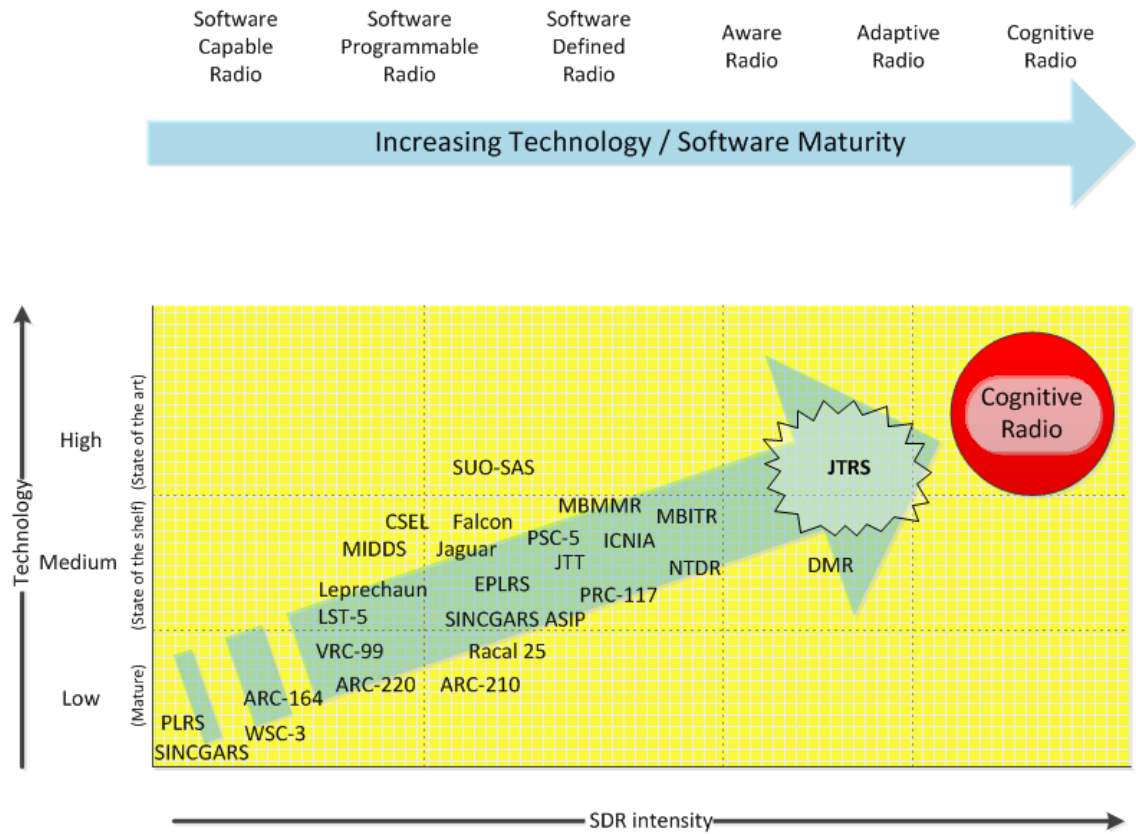 Software
Capable
Radio
Software
Programmable
Radio
Software
Defined
Radio
Aware
Radio
Adaptive
Radio
Cognitive
Radio
Increasing Technology / Software Maturity
Technology
High
(State of the art)
Medium
(State of the shelf)
Low
(Mature)
Cognitive
Radio
SUO-SAS
JTRS
MBMMR
MBITR
CSEL
Falcon
PSC-5
ICNIA
MIDDS
Jaguar
JTT
NTDR
DMR
Leprechaun
EPLRS
PRC-117
LST-5
SINCGARS ASIP
VRC-99
Racal 25
ARC-220
ARC-210
ARC-164
PLRS
WSC-3
SINCGARS
SDR intensity